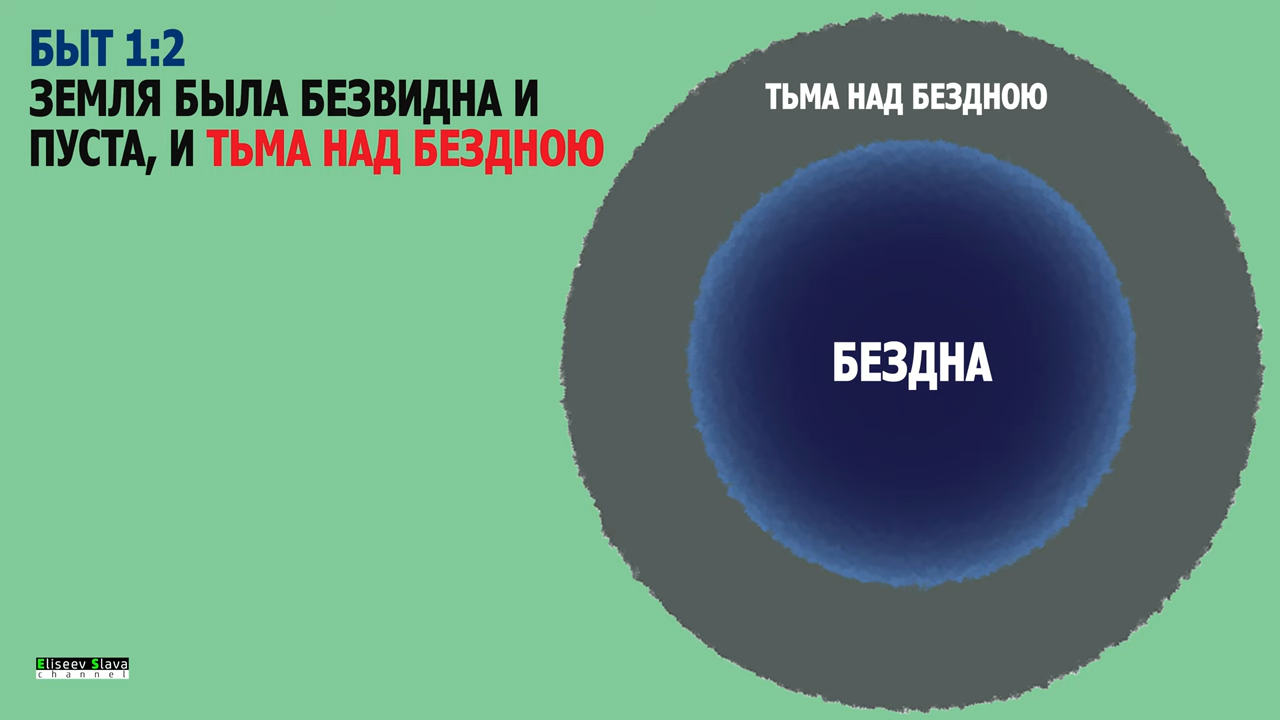 БЫТ 1:2
ЗЕМЛЯ БЫЛА БЕЗВИДНА И
ПУСТА, И ТЬМА НАД БЕЗДНОЮ
ТЬМА НАД БЕЗДНОЮ
БЕЗДНА
Eliseev Slava
channel